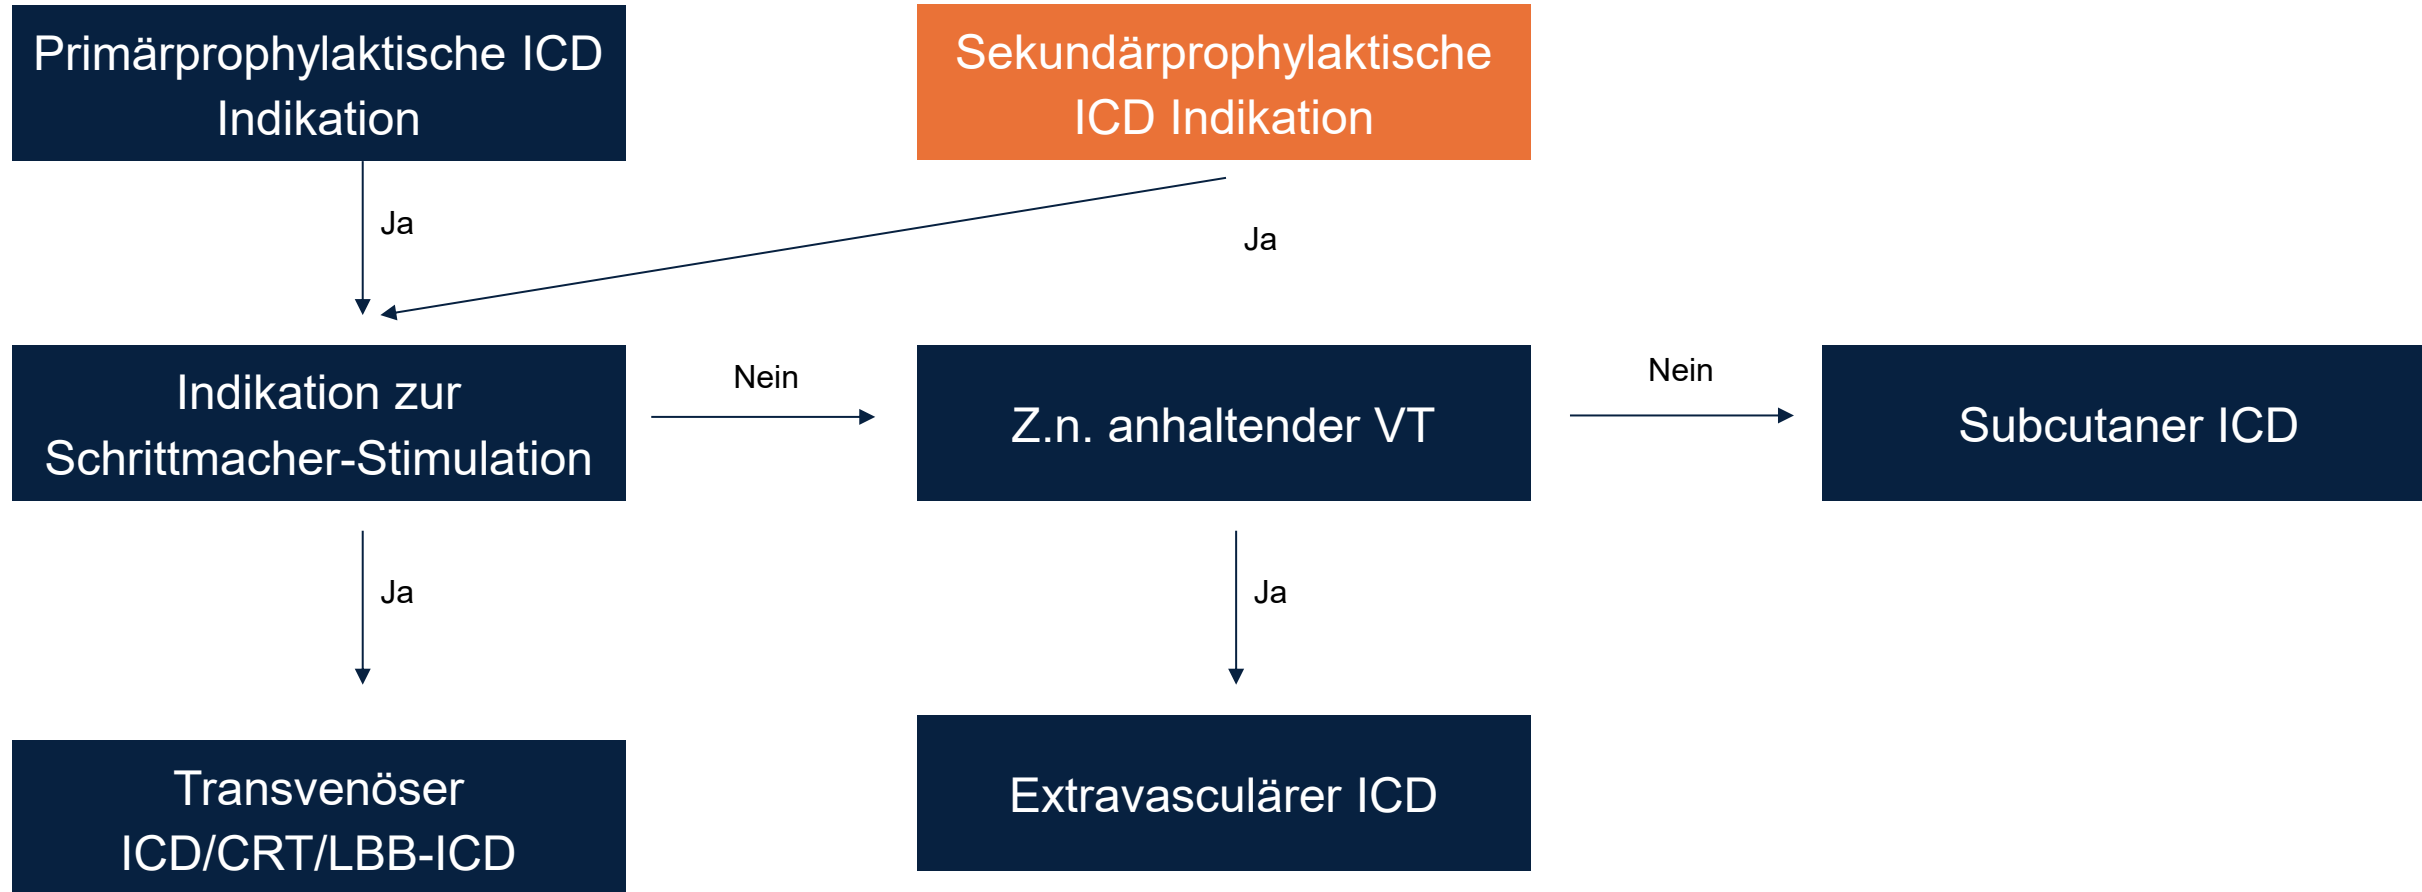 Primärprophylaktische ICD
Indikation
Sekundärprophylaktische
ICD Indikation
Ja
Ja
Indikation zur
Schrittmacher-Stimulation
Nein
Z.n. anhaltender VT
Nein
Subcutaner ICD
Ja
Ja
Transvenöser
ICD/CRT/LBB-ICD
Extravasculärer ICD